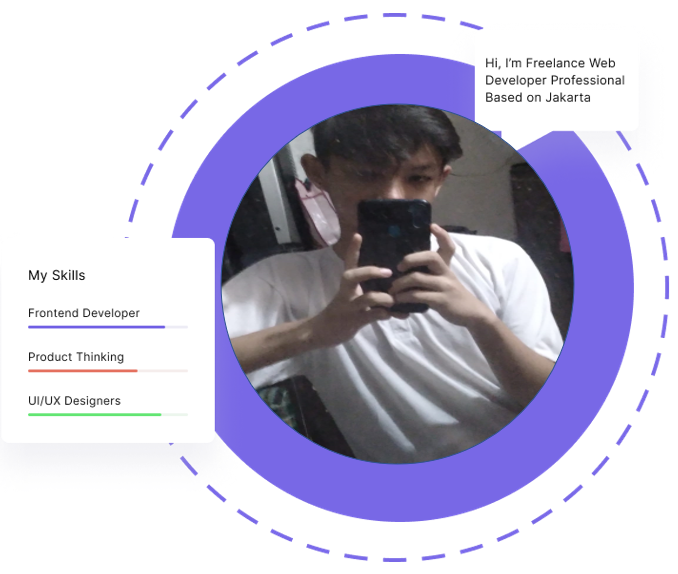 Hi, I’m Freelance Web
Developer Professional
Based on Jakarta
My Skills
Frontend Developer
Product Thinking
UI/UX Designers